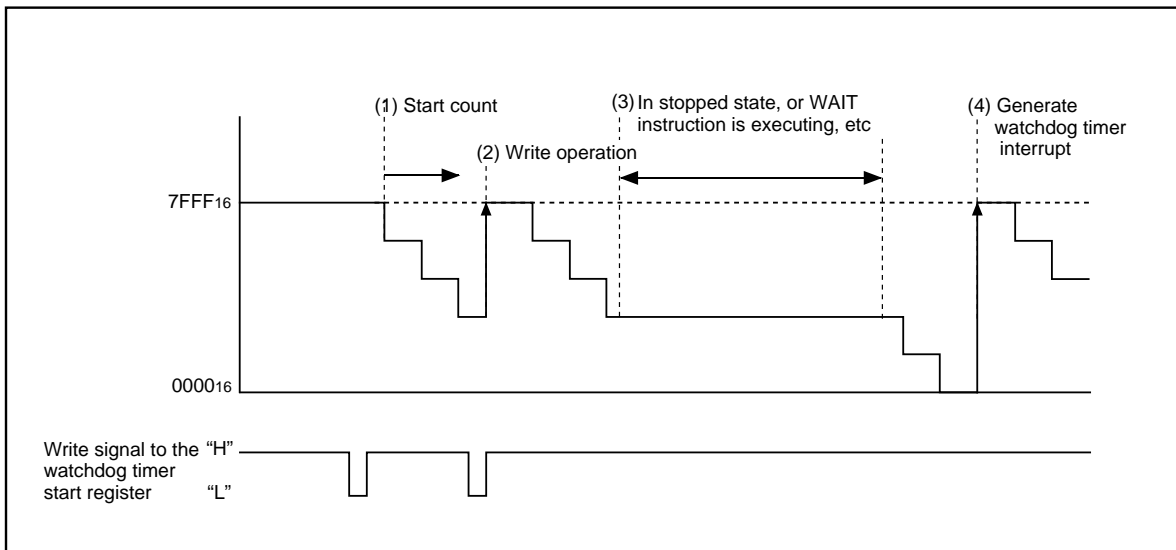 (1) Start count
(2) Write operation
(3) In stopped state, or WAIT
instruction is executing, etc
(4) Generate
watchdog timer
interrupt
7FFF16
000016
Write signal to the
watchdog timer
start register
“H”
“L”